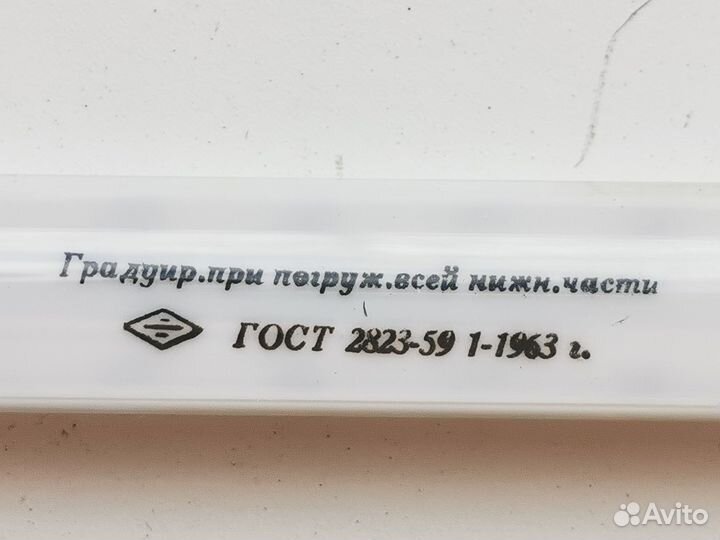 Градуир.при погруж.всей нижн.части
ГОСТ 2823-59 1-1963 г.
Avito